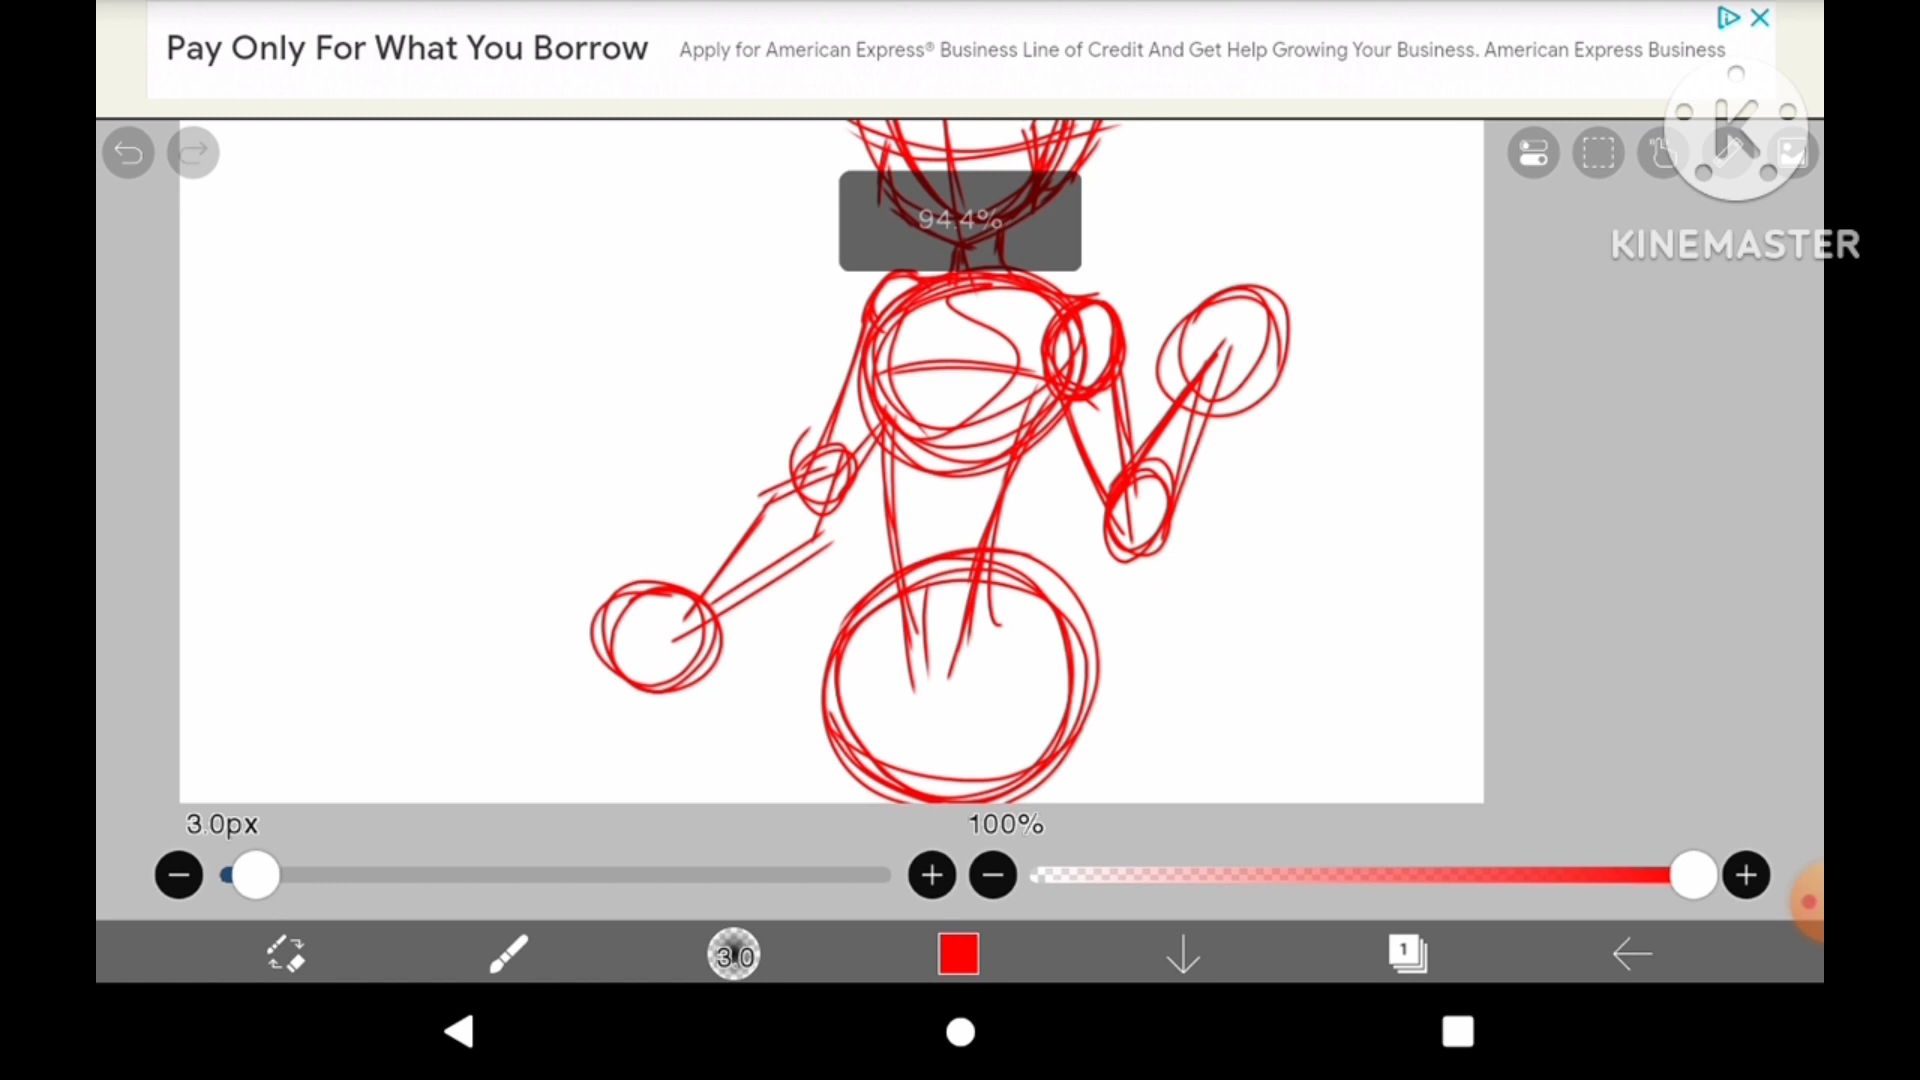 Pay Only For What You Borrow
Apply for American Express® Business Line of Credit And Get Help Growing Your Business. American Express Business
K
KINEMASTER
94.4%
3.0px
100%
3.0
1